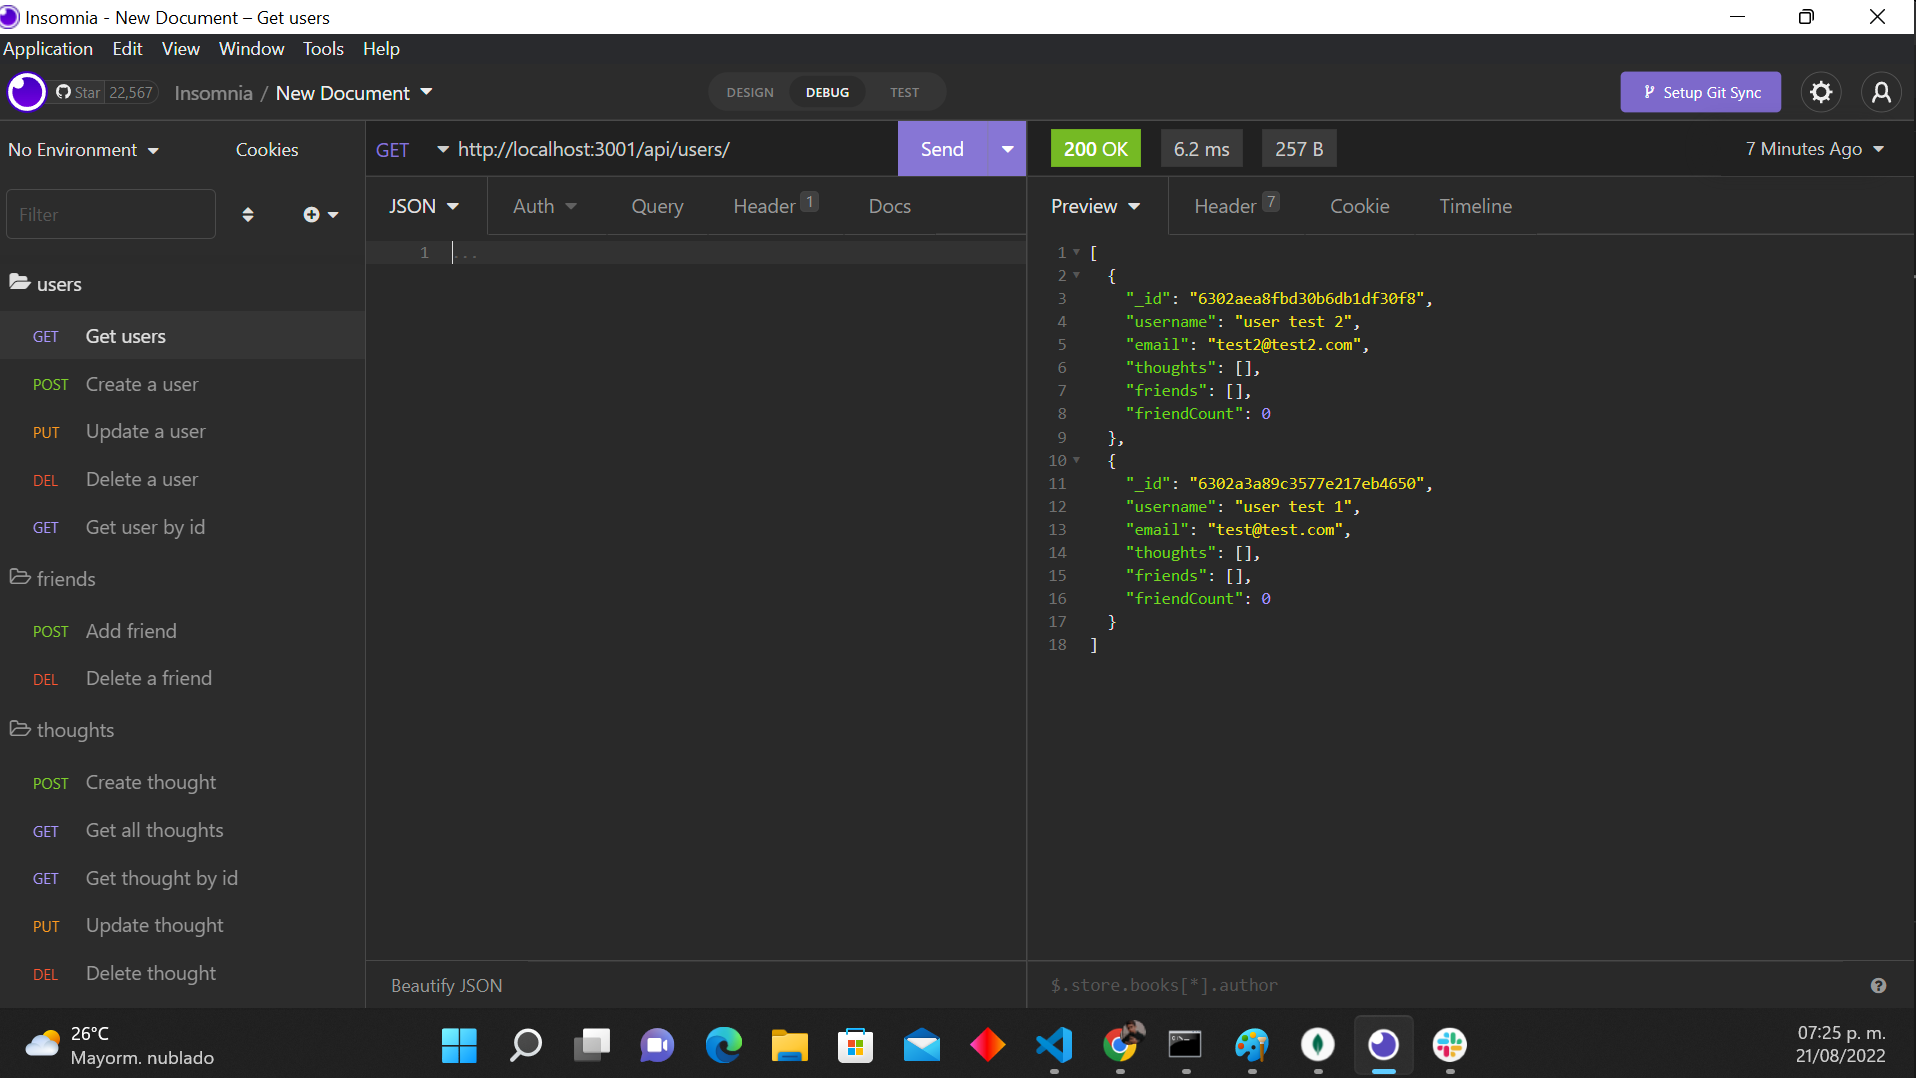 Insomnia - New Document – Get users
Application Edit View Window Tools Help
Star 22,567 Insomnia / New Document DESIGN DEBUG TEST Setup Git Sync
No Environment Cookies
GET http://localhost:3001/api/users/ Send
200 OK 6.2 ms 257 B 7 Minutes Ago
Filter
JSON Auth Query Header 1 Docs
Preview Header 7 Cookie Timeline
users
GET Get users
POST Create a user
PUT Update a user
DEL Delete a user
GET Get user by id
friends
POST Add friend
DEL Delete a friend
thoughts
POST Create thought
GET Get all thoughts
GET Get thought by id
PUT Update thought
DEL Delete thought
1 ...
Beautify JSON
1 [
2 {
3 "_id": "6302aea8fbd30b6db1df30f8",
4 "username": "user test 2",
5 "email": "test2@test2.com",
6 "thoughts": [],
7 "friends": [],
8 "friendCount": 0
9 },
10 {
11 "_id": "6302a3a89c3577e217eb4650",
12 "username": "user test 1",
13 "email": "test@test.com",
14 "thoughts": [],
15 "friends": [],
16 "friendCount": 0
17 }
18 ]
$.store.books[*].author
26°C
Mayorm. nublado
07:25 p. m.
21/08/2022